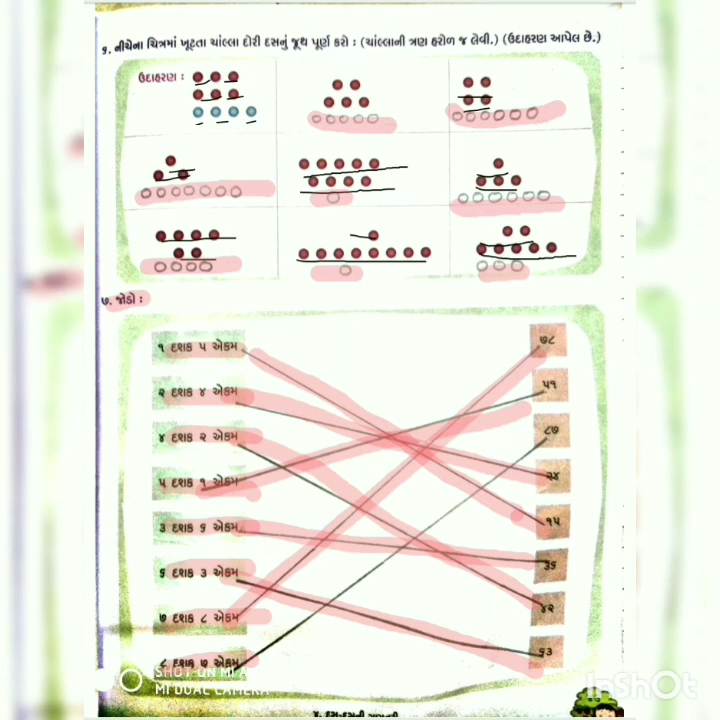 ૬. નીચેના ચિત્રમાં ખૂટતા ચાંલ્લા દોરી દસનું જૂથ પૂર્ણ કરો : (ચાંલ્લાની ત્રણ હરોળ જ લેવી.) (ઉદાહરણ આપેલ છે.)
ઉદાહરણ :
૭. જોડો :
૧ દશક ૫ એકમ ૭૮
૨ દશક ૪ એકમ ૫૧
૪ દશક ૨ એકમ ૮૭
૫ દશક ૧ એકમ ૨૪
૩ દશક ૬ એકમ ૧૫
૬ દશક ૩ એકમ ૩૬
૭ દશક ૮ એકમ ૪૨
૮ દશક ૭ એકમ ૬૩
SHOT ON MI A
MI DUAL CAMERA
InShOt